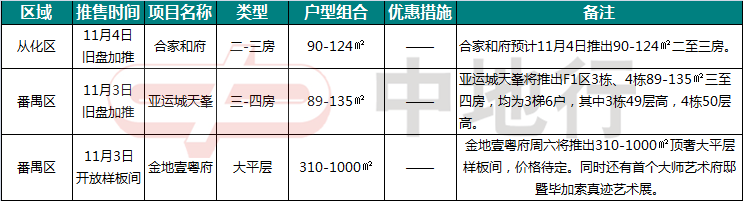 区域 推售时间 项目名称 类型 户型组合 优惠措施 备注
从化区 11月4日 旧盘加推 合家和府 二-三房 90-124㎡ —— 合家和府预计11月4日推出90-124㎡二至三房。
番禺区 11月3日 旧盘加推 亚运城天峯 三-四房 89-135㎡ —— 亚运城天峯将推出F1区3栋、4栋89-135㎡三至
四房，均为3梯6户，其中3栋49层高，4栋50层
高。
番禺区 11月3日 开放样板间 金地壹粤府 大平层 310-1000㎡ —— 金地壹粤府周六将推出310-1000㎡顶奢大平层
样板间，价格待定。同时还有首个大师艺术府邸
暨毕加索真迹艺术展。
中地行